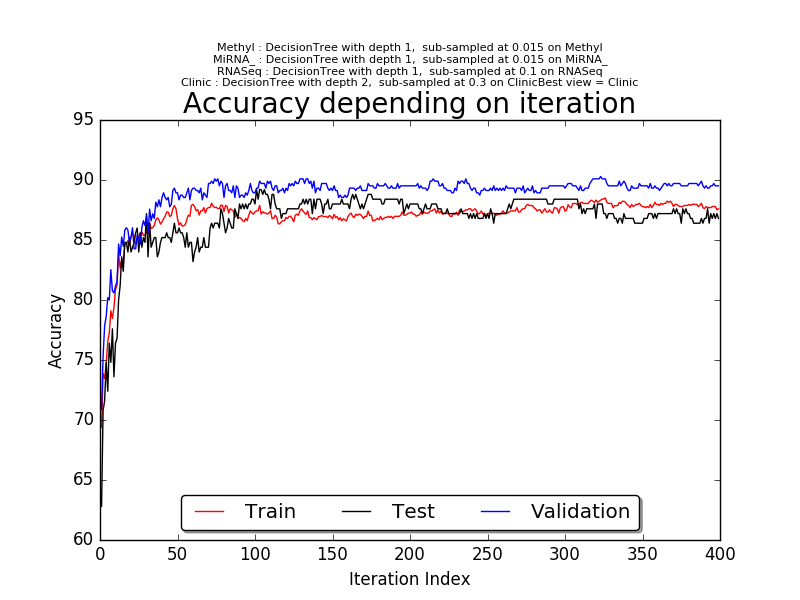 Methyl : DecisionTree with depth 1,  sub-sampled at 0.015 on Methyl
MiRNA_ : DecisionTree with depth 1,  sub-sampled at 0.015 on MiRNA_
RNASeq : DecisionTree with depth 1,  sub-sampled at 0.1 on RNASeq
Clinic : DecisionTree with depth 2,  sub-sampled at 0.3 on ClinicBest view = Clinic
Accuracy depending on iteration
95
90
85
80
75
70
65
60
Accuracy
Train Test Validation
0 50 100 150 200 250 300 350 400
Iteration Index